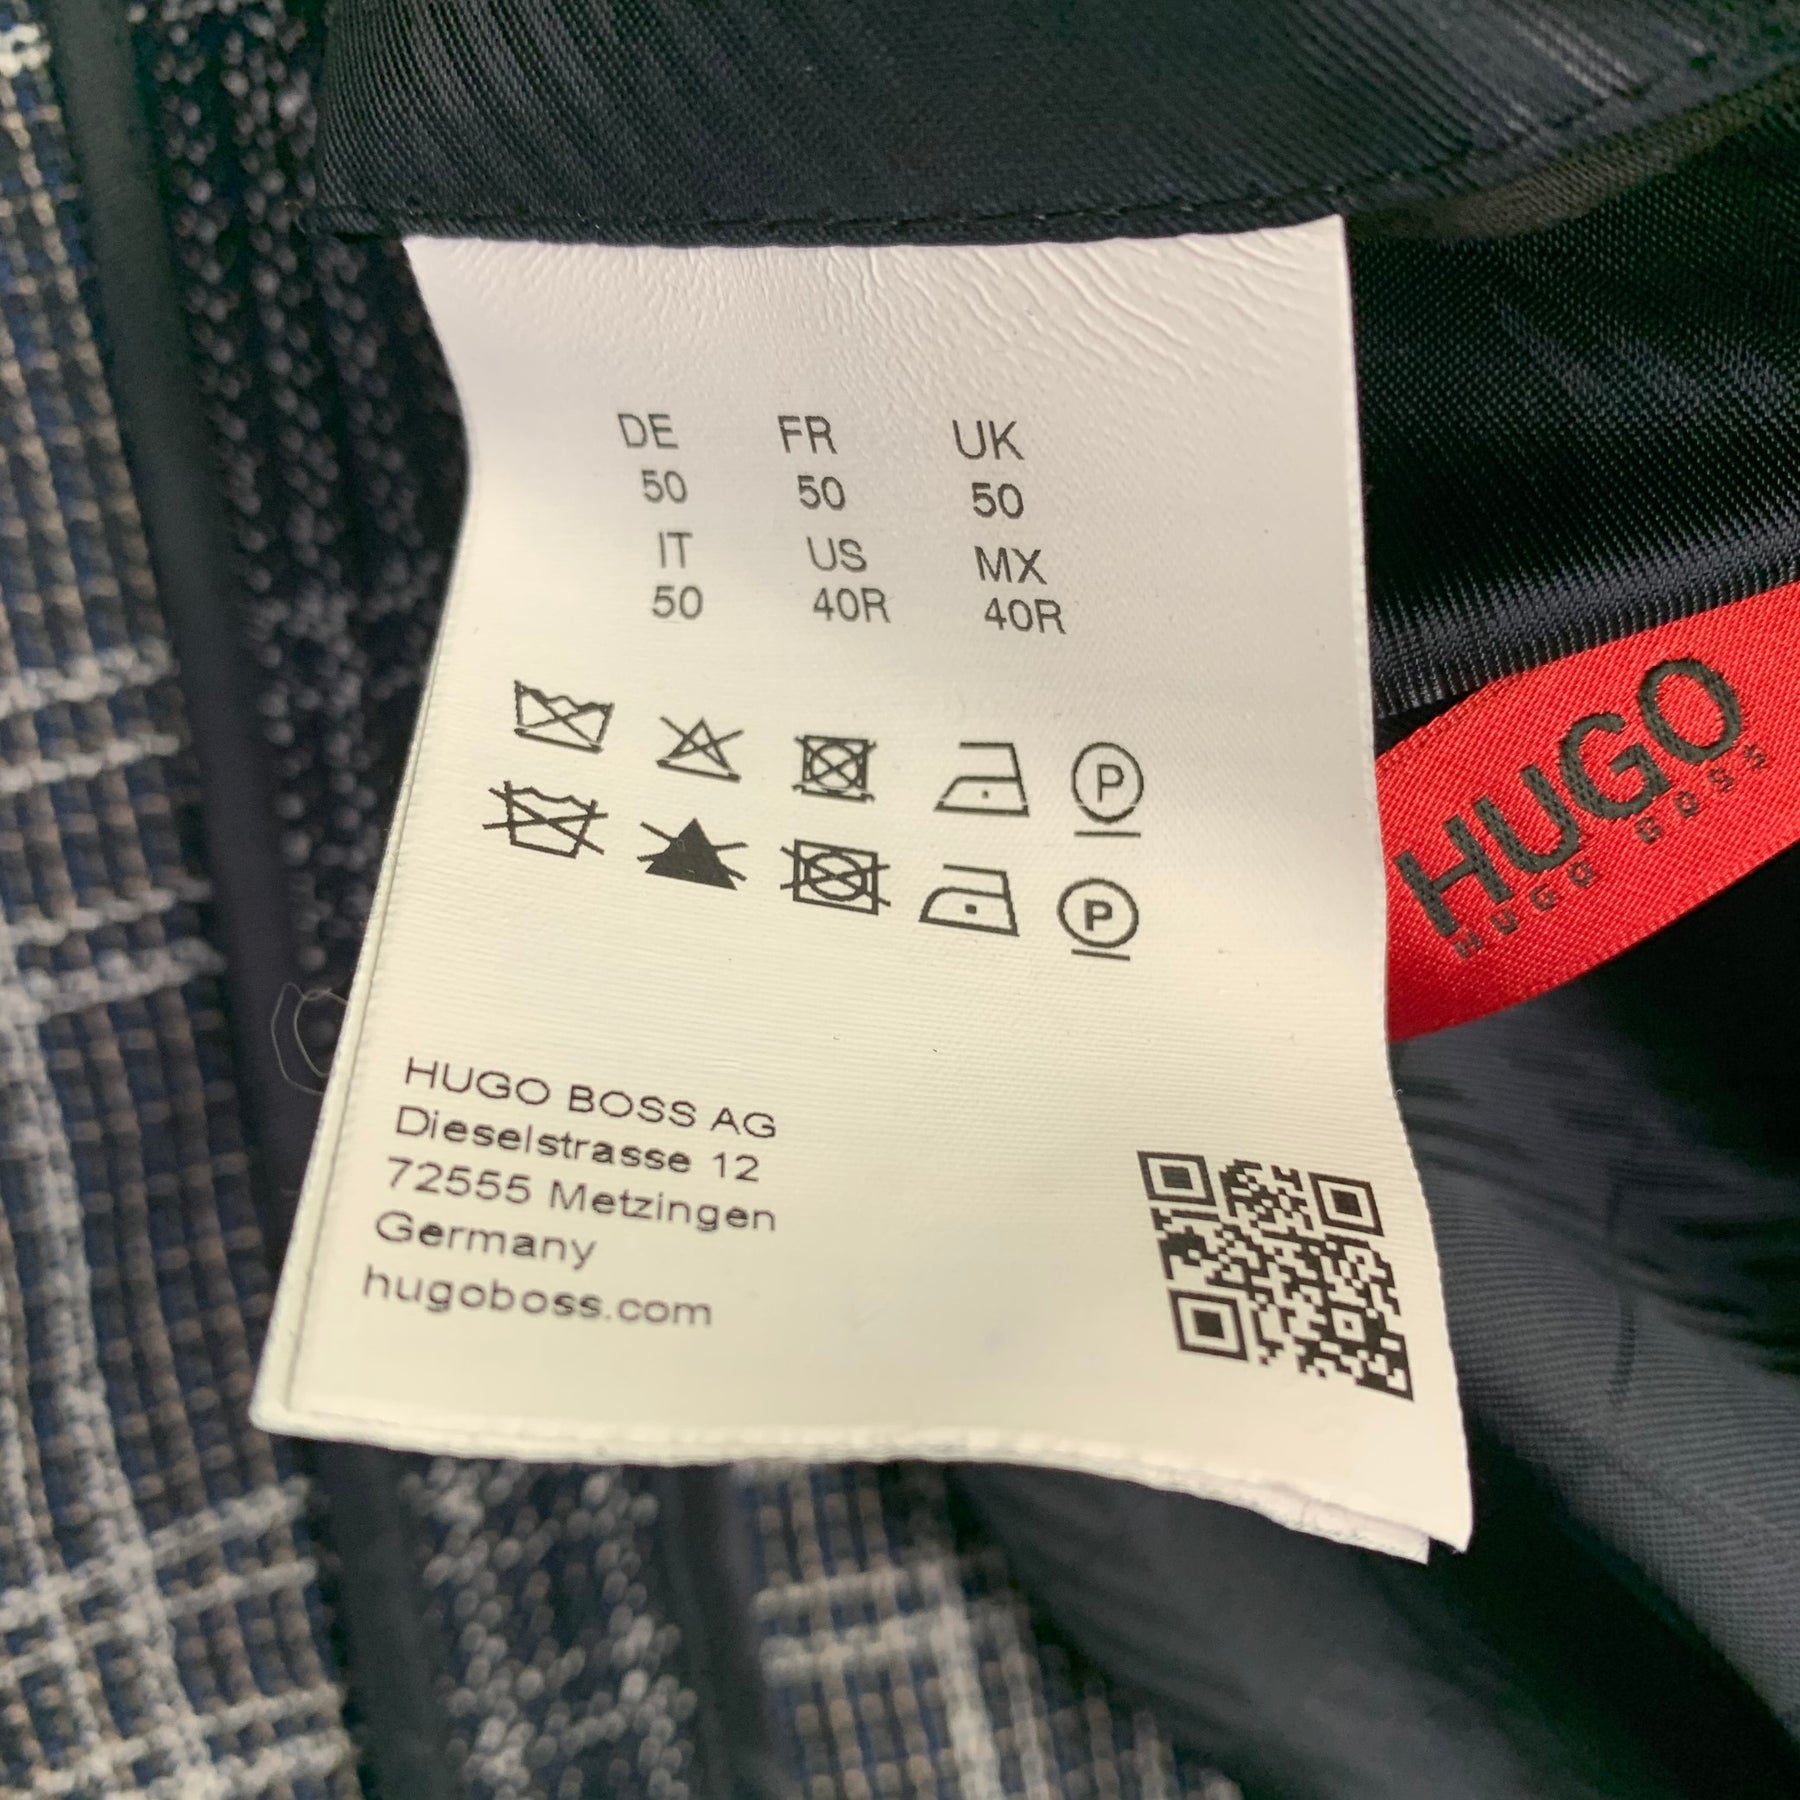 DE FR UK
50 50 50
IT US MX
50 40R 40R
P
P
HUGO BOSS AG
Dieselstrasse 12
72555 Metzingen
Germany
hugoboss.com
HUGO
HUGO BOSS